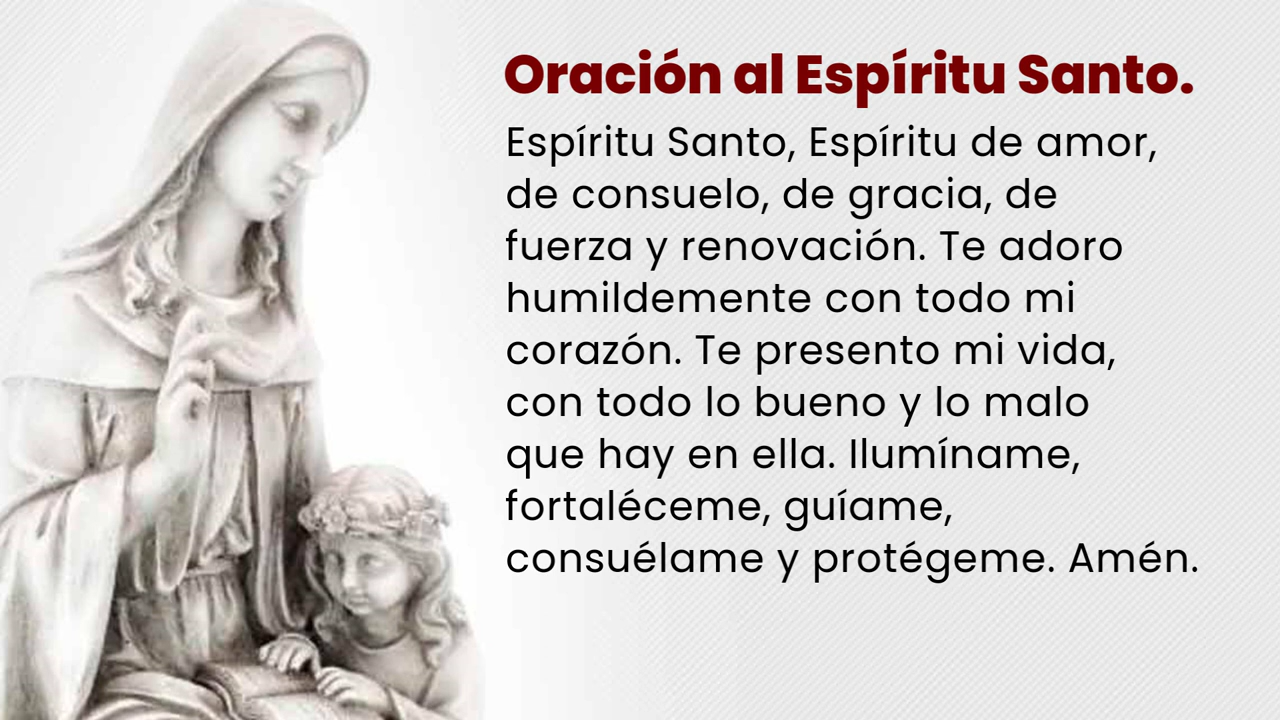 Oración al Espíritu Santo.
Espíritu Santo, Espíritu de amor,
de consuelo, de gracia, de
fuerza y renovación. Te adoro
humildemente con todo mi
corazón. Te presento mi vida,
con todo lo bueno y lo malo
que hay en ella. Ilumíname,
fortaléceme, guíame,
consuélame y protégeme. Amén.